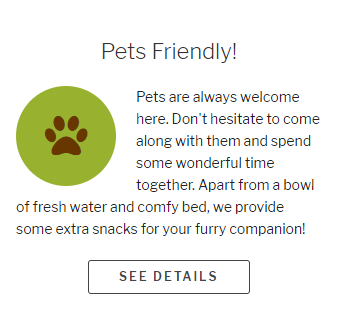 Pets Friendly!
Pets are always welcome
here. Don't hesitate to come
along with them and spend
some wonderful time
together. Apart from a bowl
of fresh water and comfy bed, we provide
some extra snacks for your furry companion!
SEE DETAILS